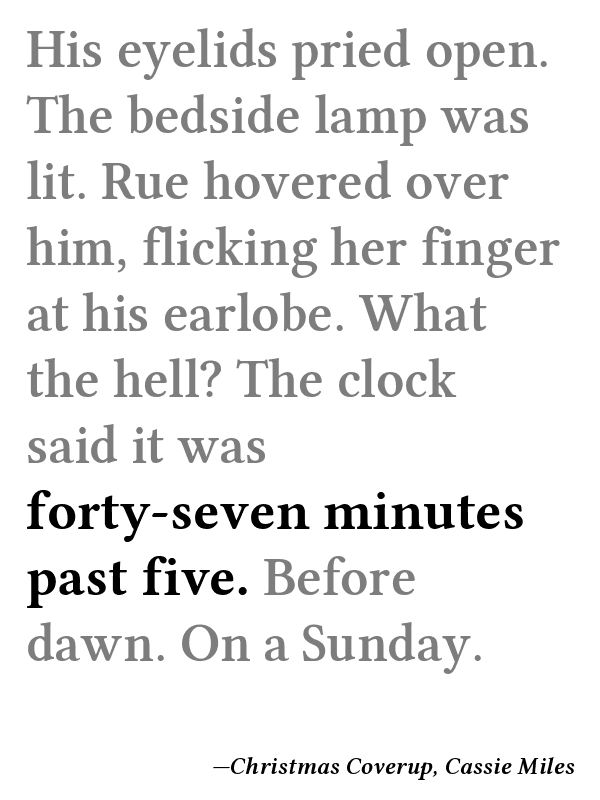 His eyelids pried open.
The bedside lamp was
lit. Rue hovered over
him, flicking her finger
at his earlobe. What
the hell? The clock
said it was
forty-seven minutes
past five. Before
dawn. On a Sunday.
—Christmas Coverup, Cassie Miles